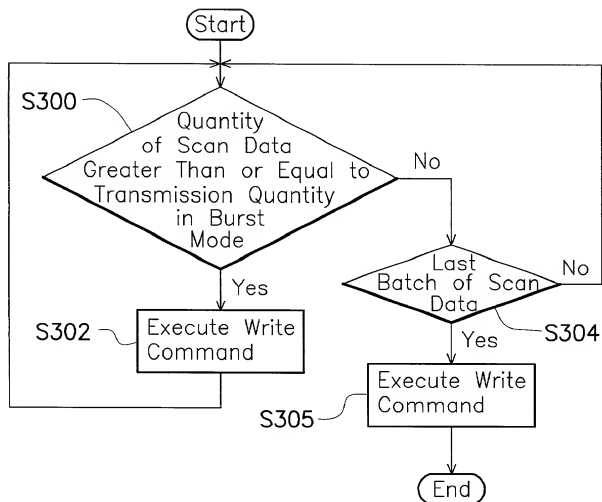 Start
S300
Quantity
of Scan Data
Greater Than or Equal to
Transmission Quantity
in Burst
Mode
No
Yes
Last
Batch of Scan
Data
No
S304
Yes
S302
Execute Write
Command
Execute Write
Command
S305
End